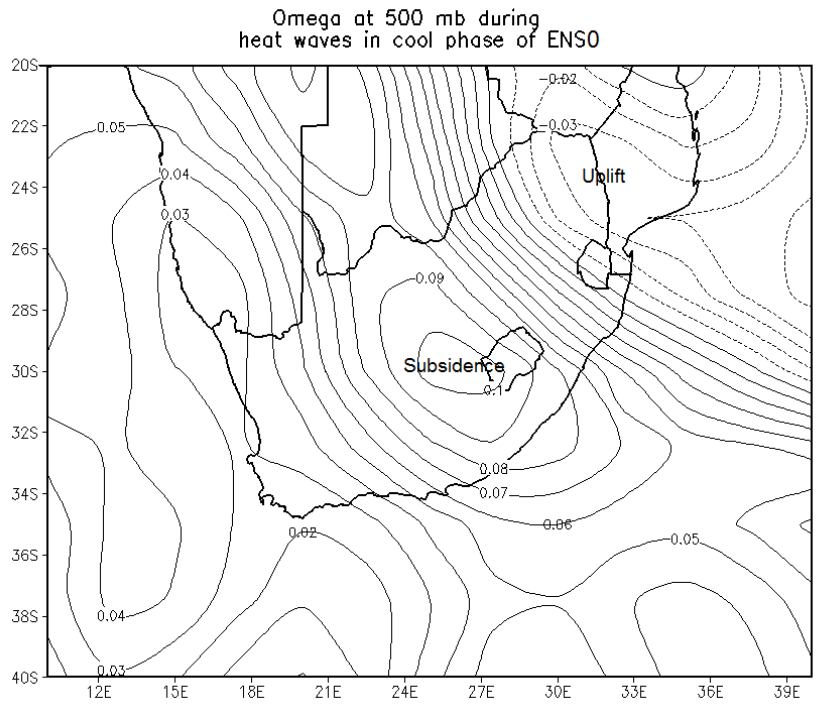 Omega at 500 mb during
heat waves in cool phase of ENSO
20S
-0.02
0.05
22S
-0.03
24S
0.04
Uplift
0.03
26S
0.09
28S
30S
Subsidence
0.1
32S
0.08
34S
0.07
0.06
0.02
0.05
36S
38S
0.04
0.03
40S
12E 15E 18E 21E 24E 27E 30E 33E 36E 39E